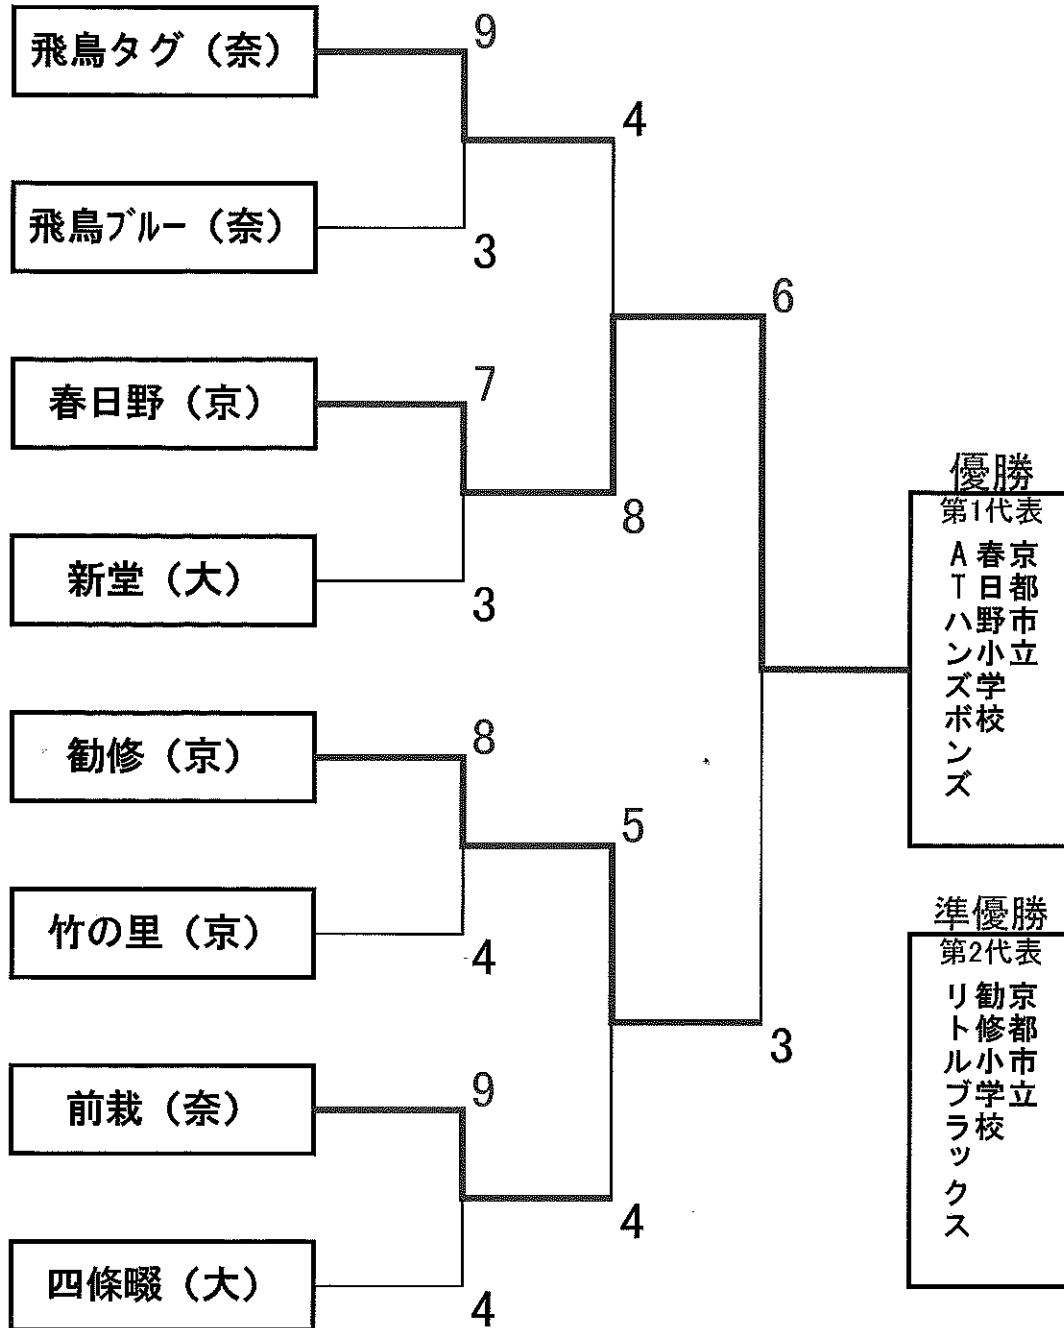 飛鳥タグ（奈）
9
4
飛鳥ブルー（奈）
3
6
春日野（京）
7
8
新堂（大）
3
勧修（京）
8
5
竹の里（京）
4
3
前栽（奈）
9
4
四條畷（大）
4
優勝
第1代表
京都市立
春日野小学校
ATハンズボンズ
準優勝
第2代表
京都市立
勧修小学校
リトルブラックス